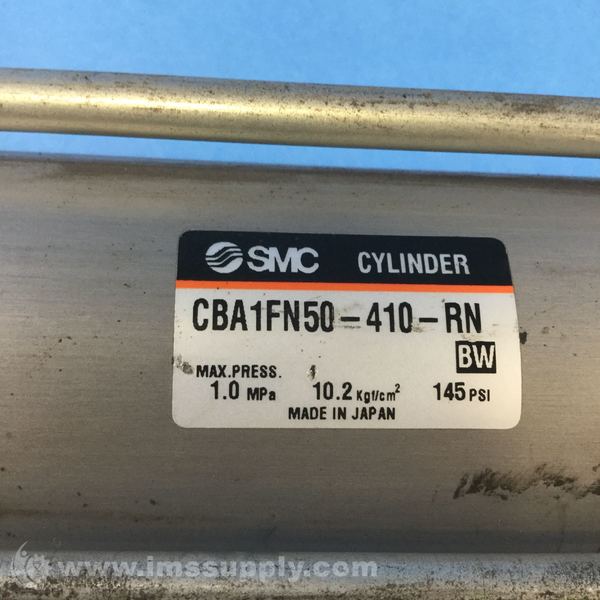 SMC CYLINDER
CBA1FN50-410-RN
BW
MAX.PRESS.
1.0 MPa 10.2 Kgf/cm² 145 PSI
MADE IN JAPAN
www.imssupply.com